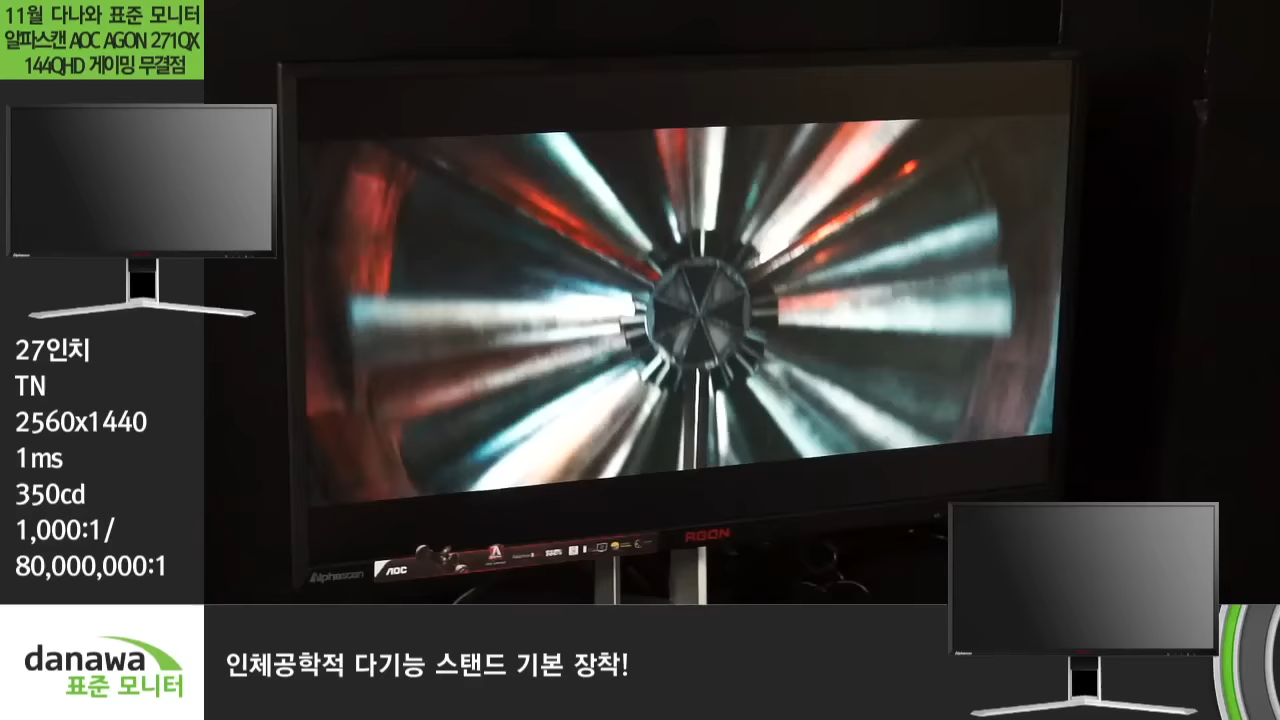 11월 다나와 표준 모니터
알파스캔 AOC AGON 271QX
144QHD 게이밍 무결점
27인치
TN
2560x1440
1ms
350cd
1,000:1/
80,000,000:1
AGON
Alphascan
AOC
danawa
표준 모니터
인체공학적 다기능 스탠드 기본 장착!